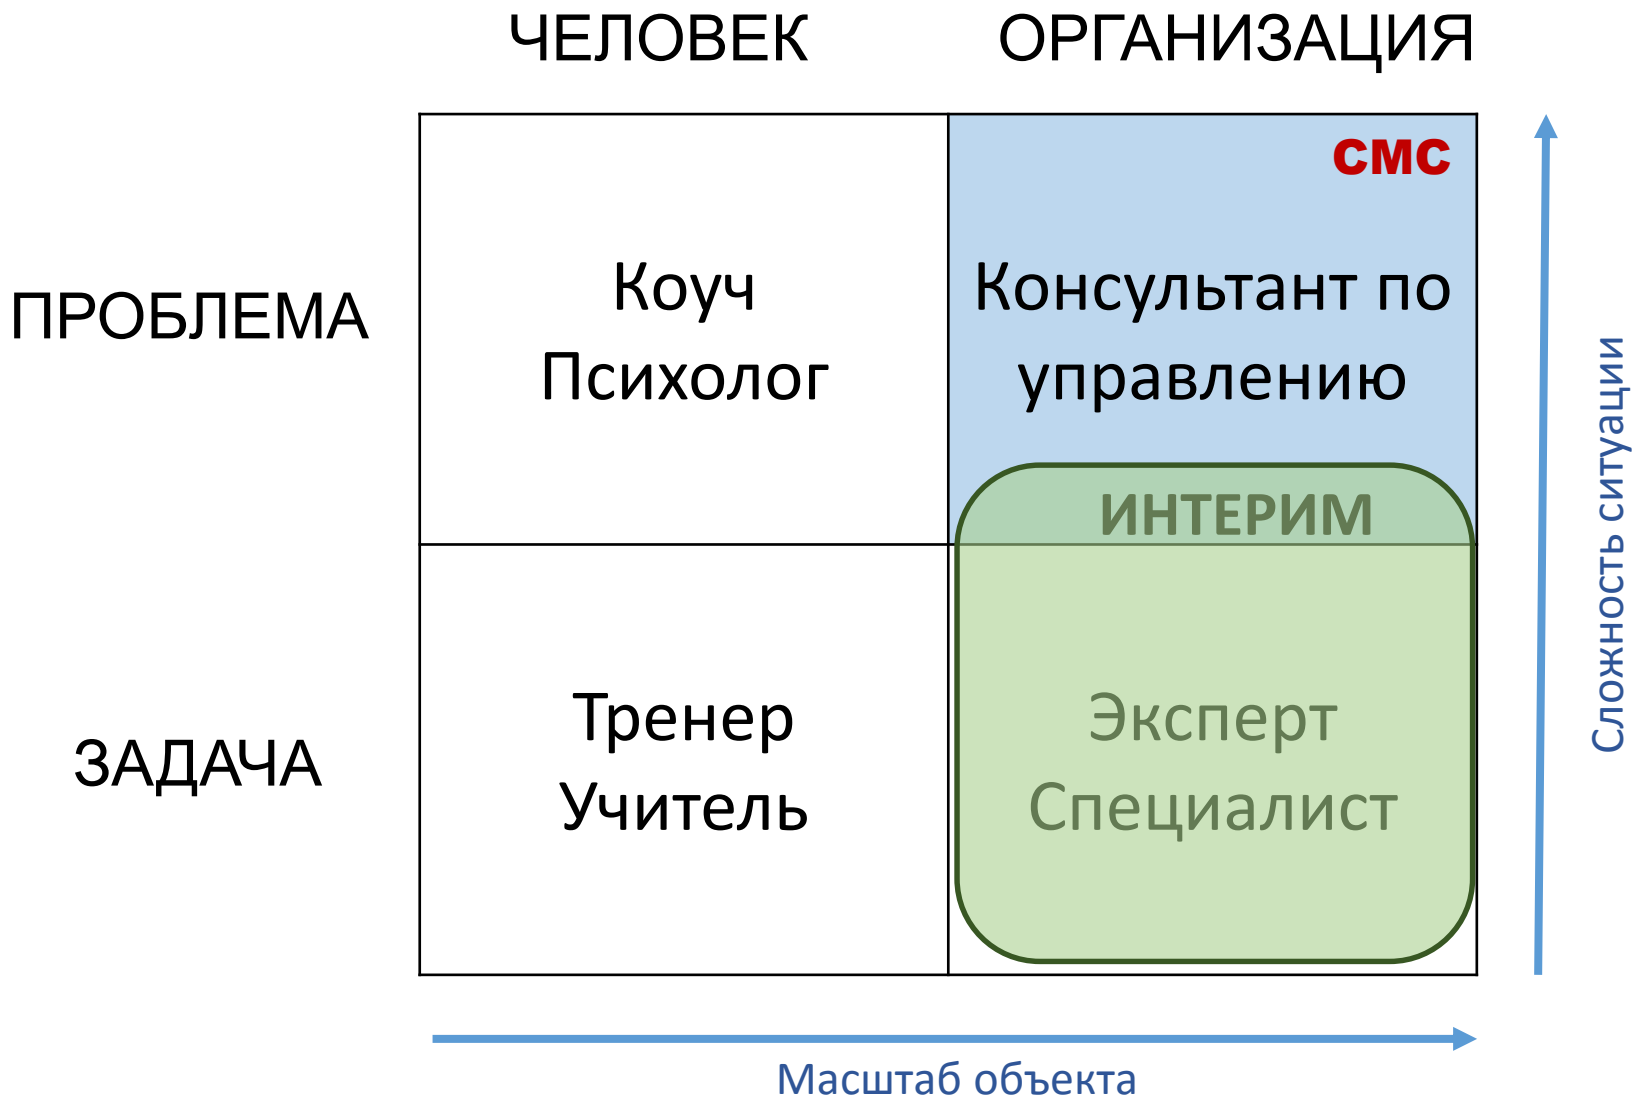 ЧЕЛОВЕК ОРГАНИЗАЦИЯ
СМС
ПРОБЛЕМА
Коуч
Психолог
Консультант по
управлению
ИНТЕРИМ
ЗАДАЧА
Тренер
Учитель
Эксперт
Специалист
Сложность ситуации
Масштаб объекта